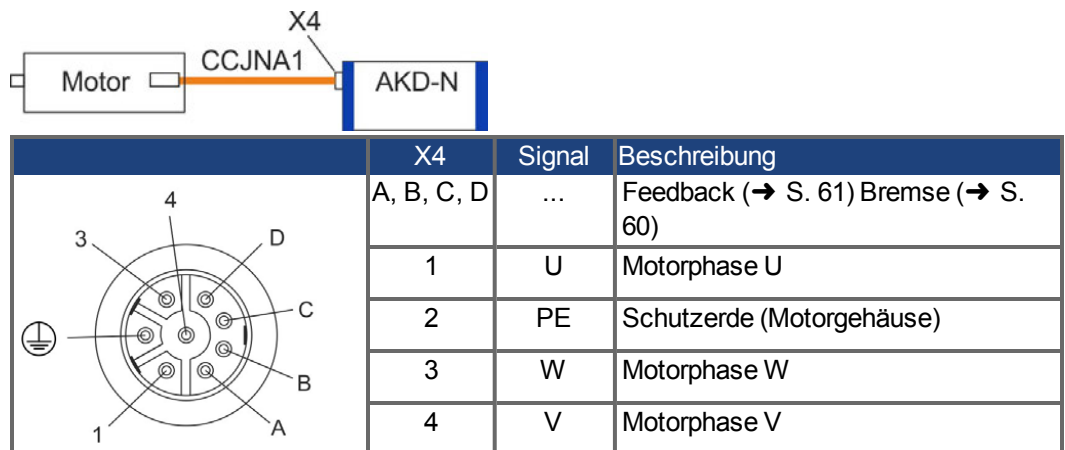 X4
CCJNA1
Motor
AKD-N
X4 Signal Beschreibung
A, B, C, D ... Feedback (➜ S. 61) Bremse (➜ S.
60)
1 U Motorphase U
2 PE Schutzerde (Motorgehäuse)
3 W Motorphase W
4 V Motorphase V
4
3
D
C
B
A
1